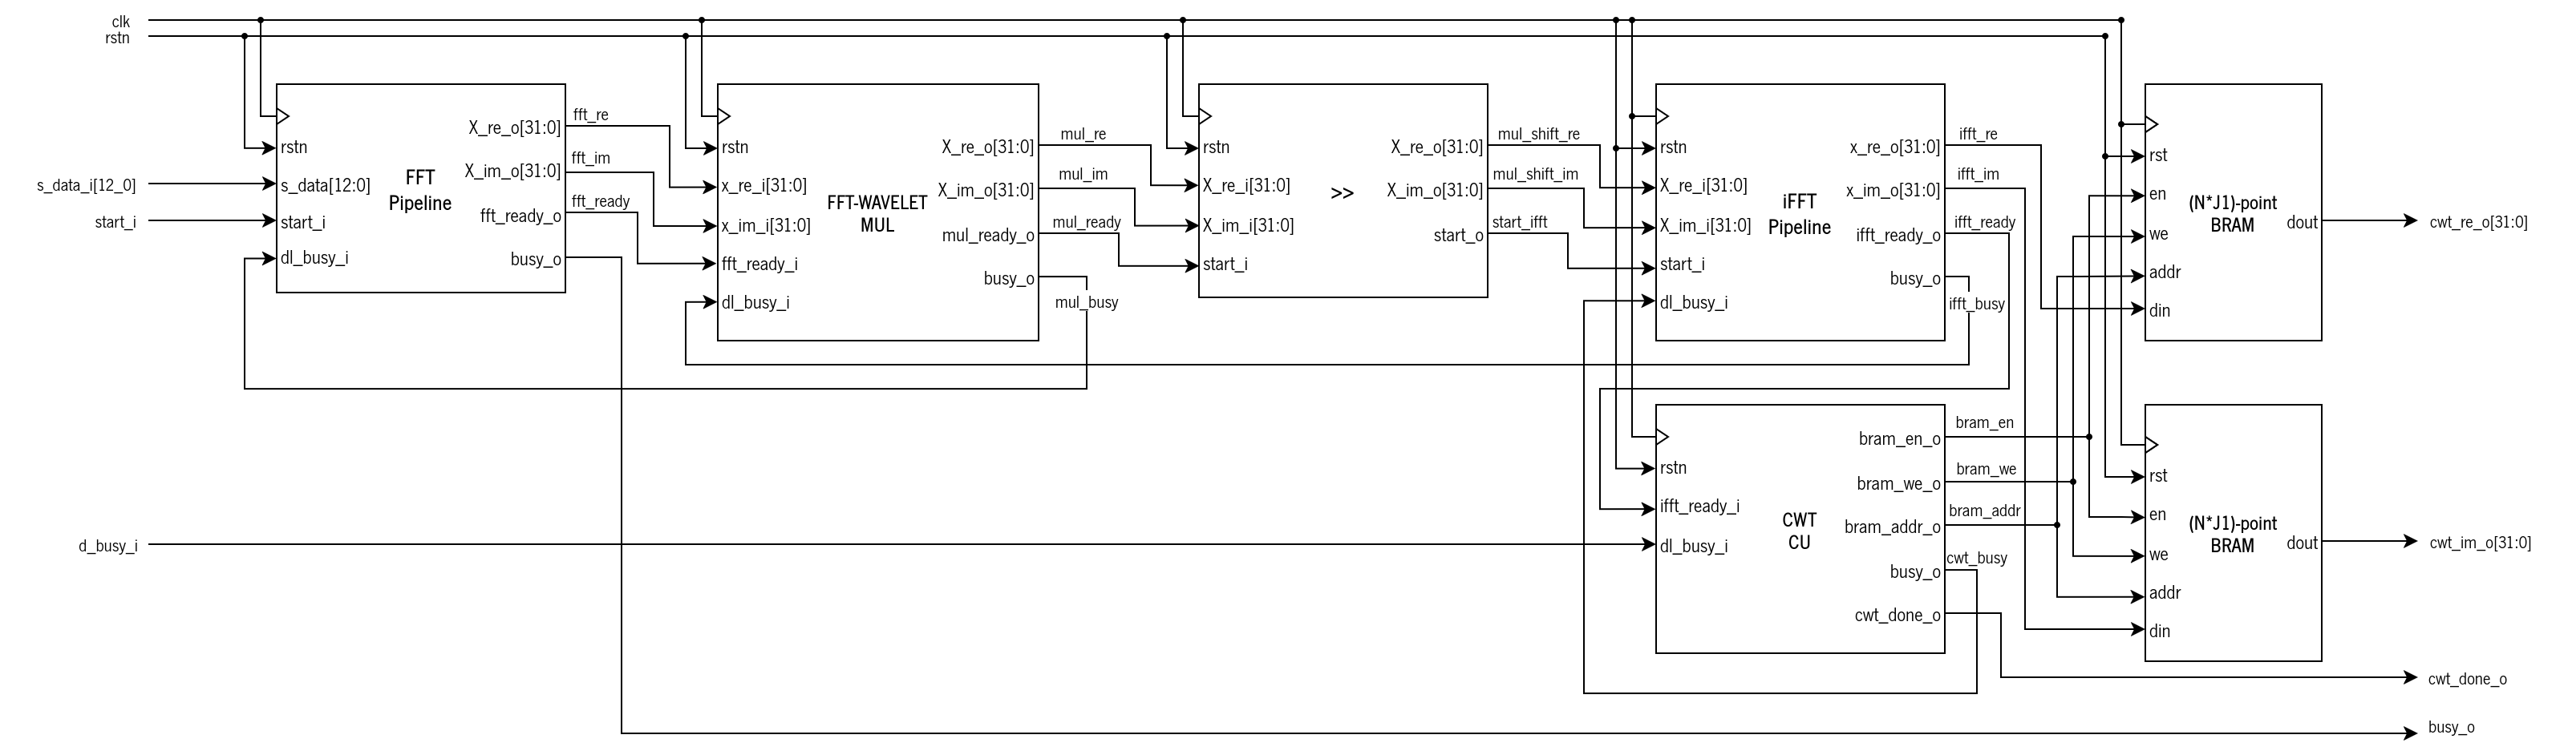 clk
rstn
s_data_i[12_0]
start_i
d_busy_i
rstn
s_data[12:0]
start_i
dl_busy_i
FFT
Pipeline
X_re_o[31:0]
X_im_o[31:0]
fft_ready_o
busy_o
fft_re
fft_im
fft_ready
rstn
x_re_i[31:0]
x_im_i[31:0]
fft_ready_i
dl_busy_i
FFT-WAVELET
MUL
X_re_o[31:0]
X_im_o[31:0]
mul_ready_o
busy_o
mul_re
mul_im
mul_ready
mul_busy
rstn
X_re_i[31:0]
X_im_i[31:0]
start_i
>>
X_re_o[31:0]
X_im_o[31:0]
start_o
mul_shift_re
mul_shift_im
start_ifft
rstn
X_re_i[31:0]
X_im_i[31:0]
start_i
dl_busy_i
iFFT
Pipeline
x_re_o[31:0]
x_im_o[31:0]
ifft_ready_o
busy_o
ifft_re
ifft_im
ifft_ready
ifft_busy
rst
en
we
addr
din
(N*J1)-point
BRAM
dout
cwt_re_o[31:0]
rstn
ifft_ready_i
dl_busy_i
CWT
CU
bram_en_o
bram_we_o
bram_addr_o
busy_o
cwt_done_o
bram_en
bram_we
bram_addr
cwt_busy
rst
en
we
addr
din
(N*J1)-point
BRAM
dout
cwt_im_o[31:0]
cwt_done_o
busy_o